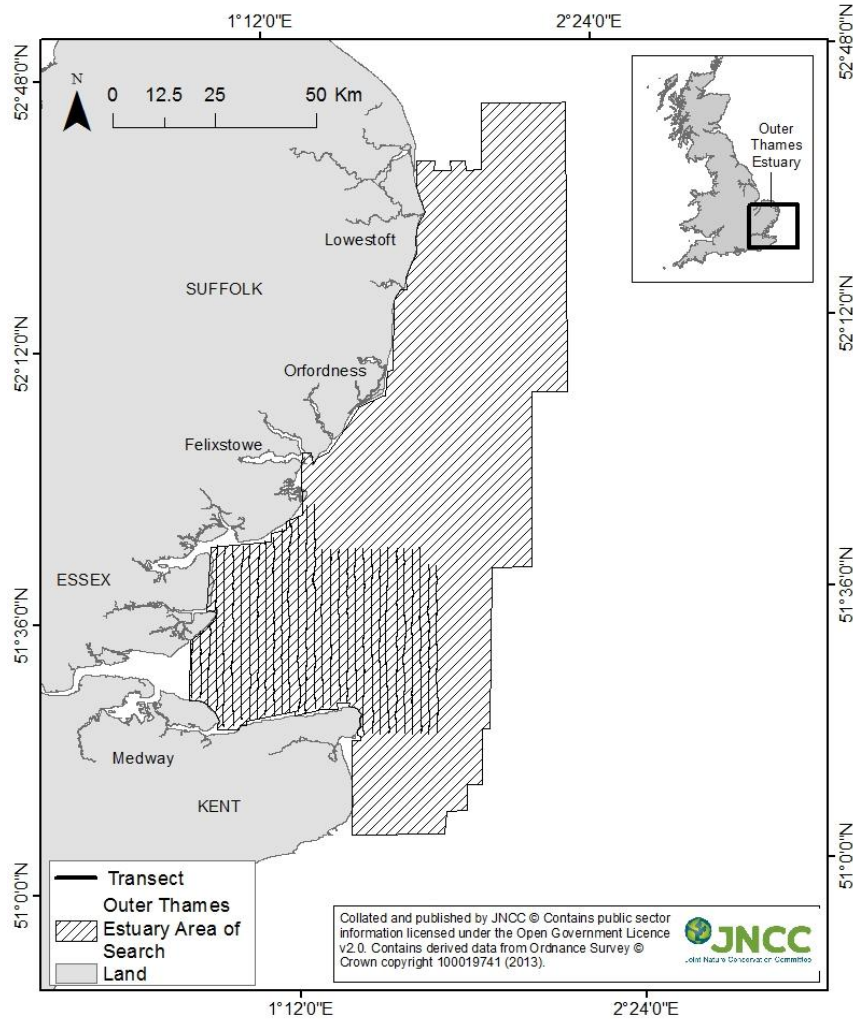 1°12'0"E
2°24'0"E
52°48'0"N
52°48'0"N
N
0 12.5 25 50 Km
Outer
Thames
Estuary
Lowestoft
SUFFOLK
52°12'0"N
52°12'0"N
Orfordness
Felixstowe
ESSEX
51°36'0"N
51°36'0"N
Medway
KENT
51°0'0"N
51°0'0"N
Transect
Outer Thames
Estuary Area of
Search
Land
Collated and published by JNCC © Contains public sector
information licensed under the Open Government Licence
v2.0. Contains derived data from Ordnance Survey ©
Crown copyright 100019741 (2013).
JNCC
Joint Nature Conservation Committee
1°12'0"E
2°24'0"E